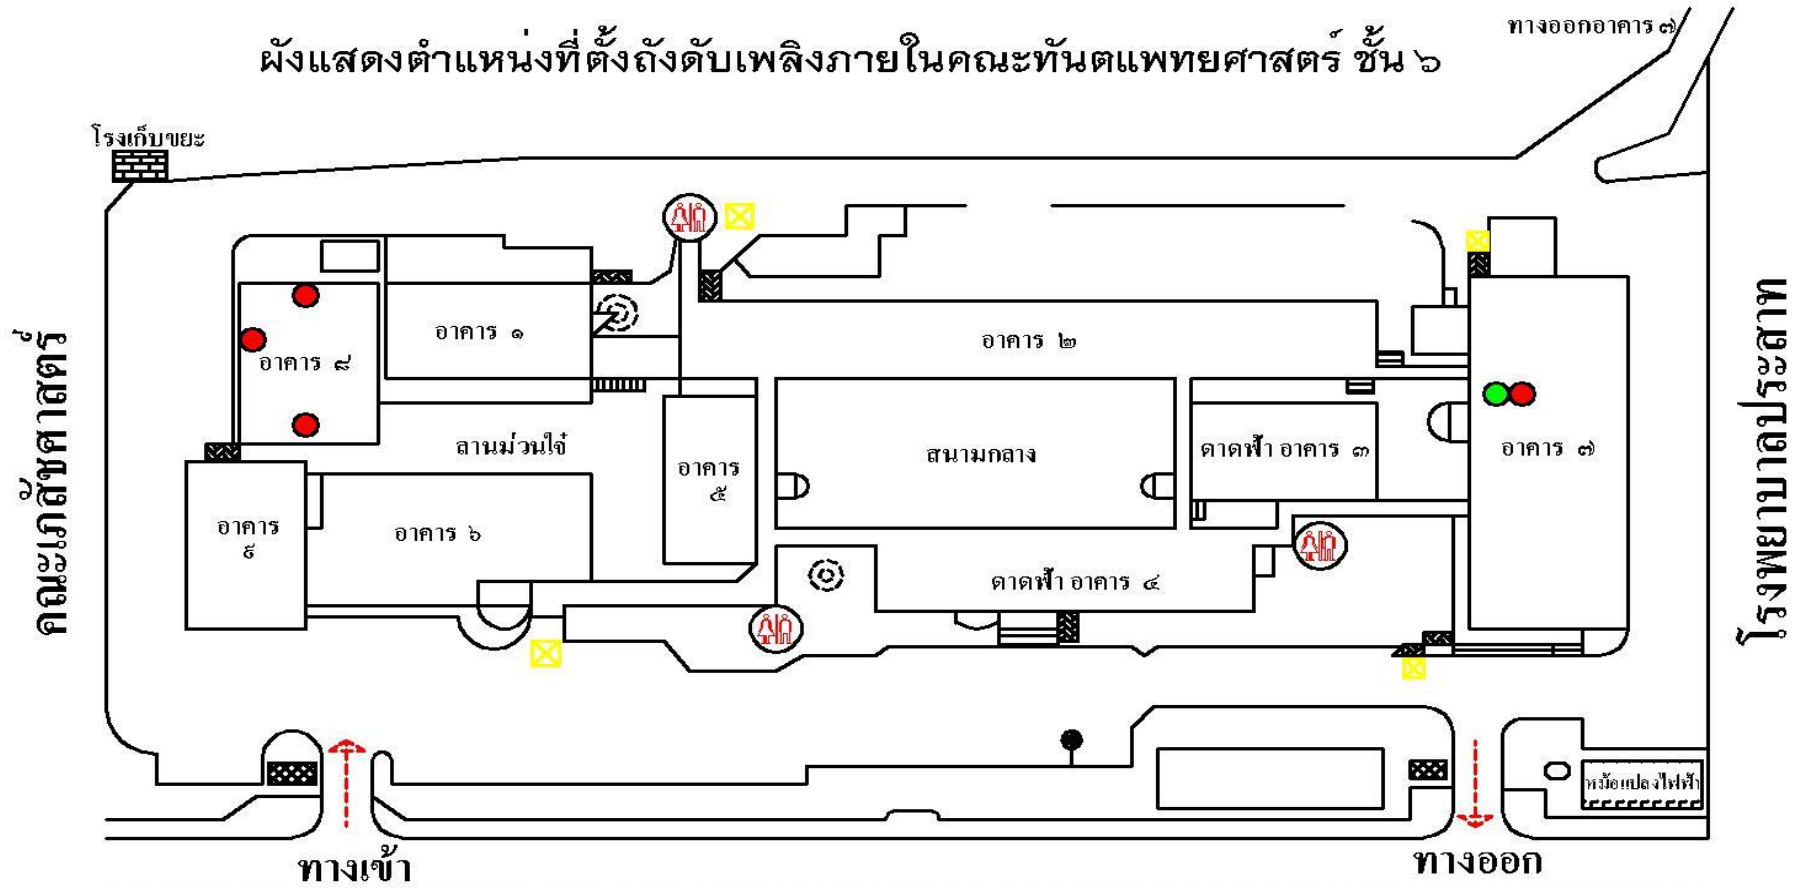 ทางออกอาคาร ๗
ผังแสดงตำแหน่งที่ตั้งถังดับเพลิงภายในคณะทันตแพทยศาสตร์ ชั้น ๖
โรงเก็บขยะ
อาคาร ๑
อาคาร ๒
อาคาร ๘
ลานม่วนใจ๋
อาคาร
๕
สนามกลาง
ดาดฟ้า อาคาร ๓
อาคาร ๗
อาคาร
๙
อาคาร ๖
ดาดฟ้า อาคาร ๔
คณะเภสัชศาสตร์
โรงพยาบาลประสาท
หม้อแปลงไฟฟ้า
ทางเข้า
ทางออก